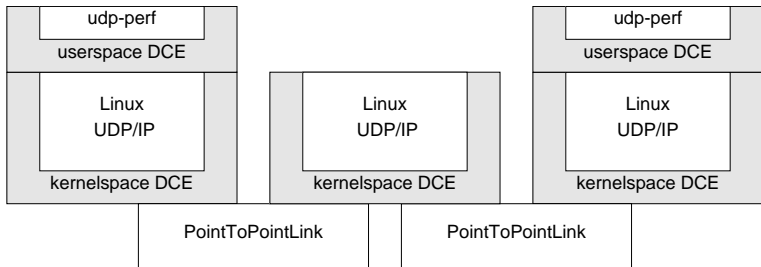 udp-perf
udp-perf
userspace DCE
userspace DCE
Linux
UDP/IP
Linux
UDP/IP
Linux
UDP/IP
kernelspace DCE
kernelspace DCE
kernelspace DCE
PointToPointLink
PointToPointLink